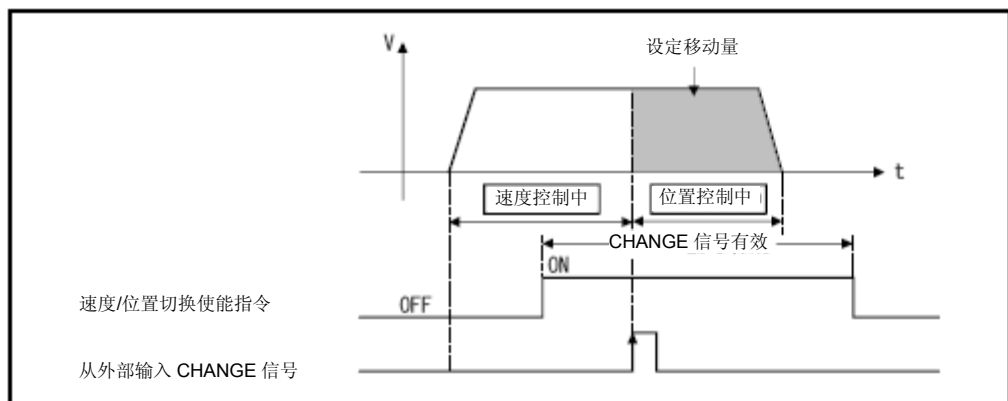 设定移动量
V
t
速度控制中
位置控制中
CHANGE 信号有效
ON
速度/位置切换使能指令
OFF
从外部输入 CHANGE 信号